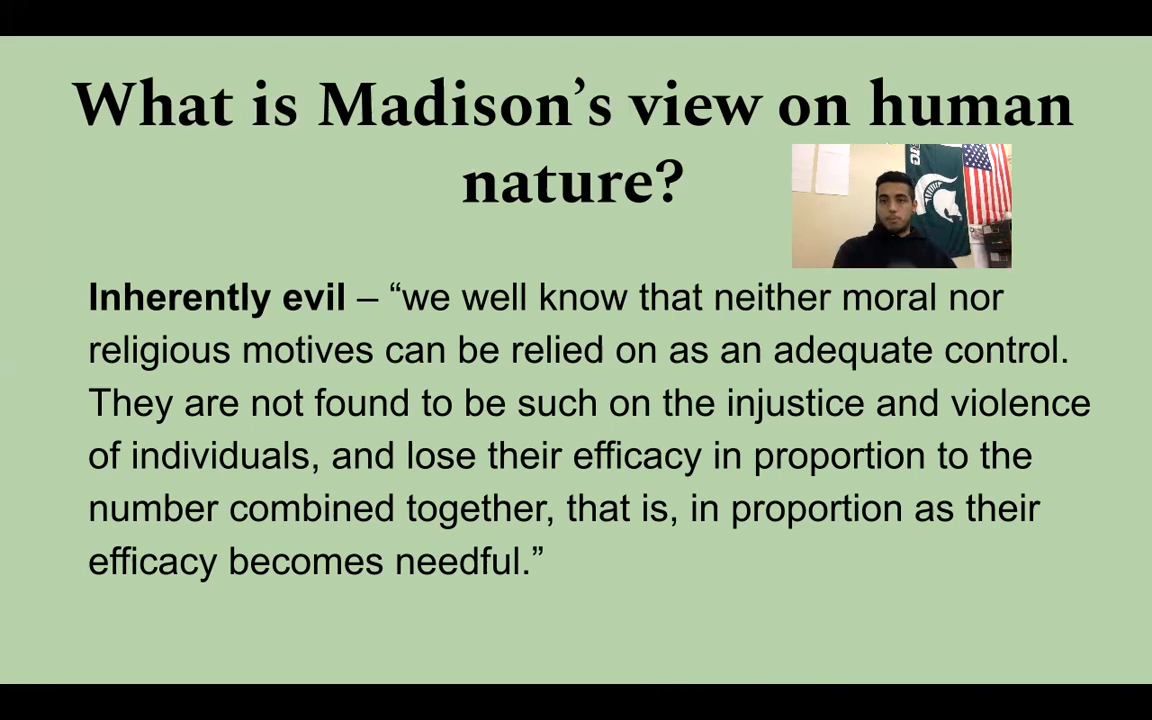 What is Madison’s view on human
nature?
Inherently evil – “we well know that neither moral nor
religious motives can be relied on as an adequate control.
They are not found to be such on the injustice and violence
of individuals, and lose their efficacy in proportion to the
number combined together, that is, in proportion as their
efficacy becomes needful.”